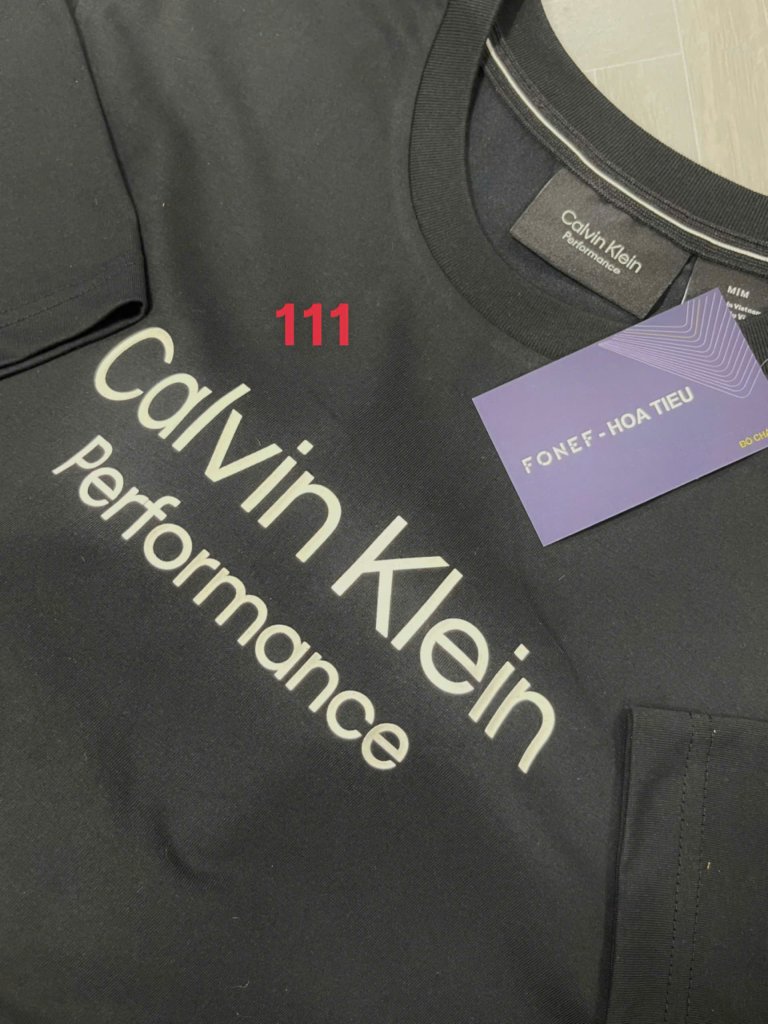 Calvin Klein
Performance
M|M
111
Calvin Klein
Performance
FONEF - HOA TIEU